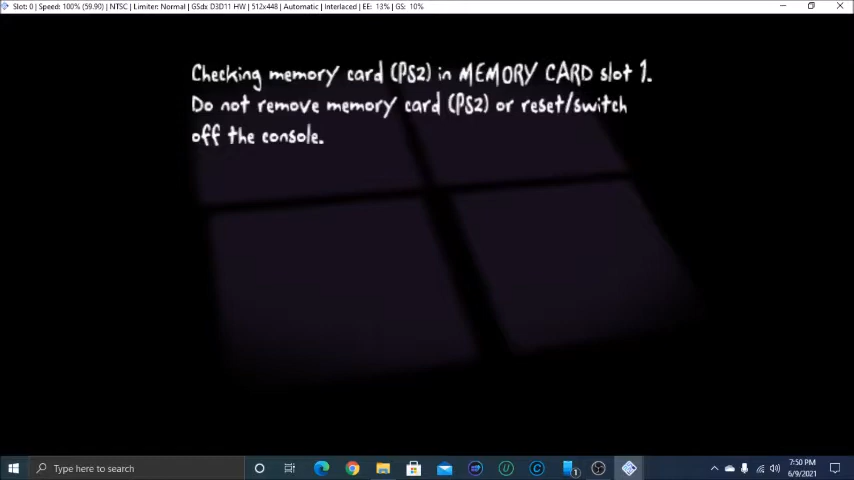 Slot: 0 | Speed: 100% (59.90) | NTSC | Limiter: Normal | GSdx D3D11 HW | 512x448 | Automatic | Interlaced | EE: 13% | GS: 10%
Checking memory card (PS2) in MEMORY CARD slot 1.
Do not remove memory card (PS2) or reset/switch
off the console.
Type here to search
1
7:50 PM
6/9/2021